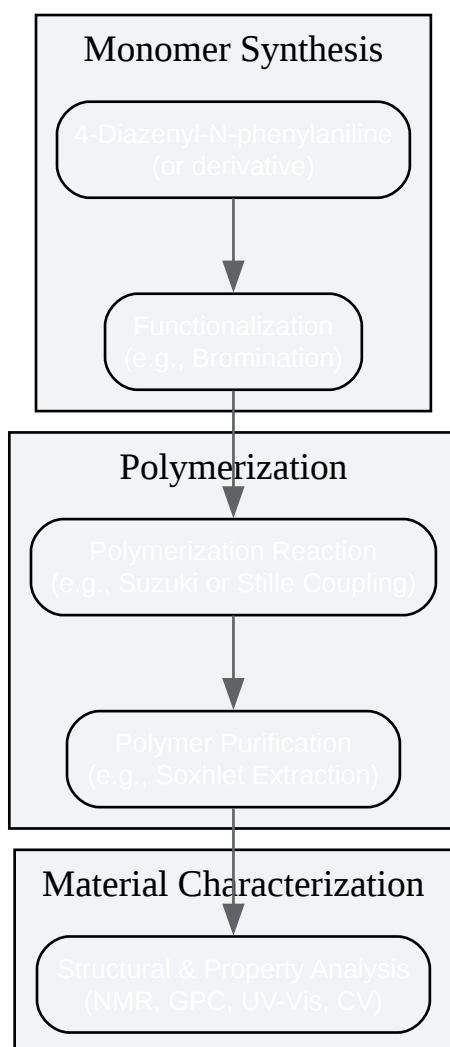 Monomer Synthesis
4-Diazenyl-N-phenylaniline
(or derivative)
Functionalization
(e.g., Bromination)
Polymerization
Polymerization Reaction
(e.g., Suzuki or Stille Coupling)
Polymer Purification
(e.g., Soxhlet Extraction)
Material Characterization
Structural & Property Analysis
(NMR, GPC, UV-Vis, CV)